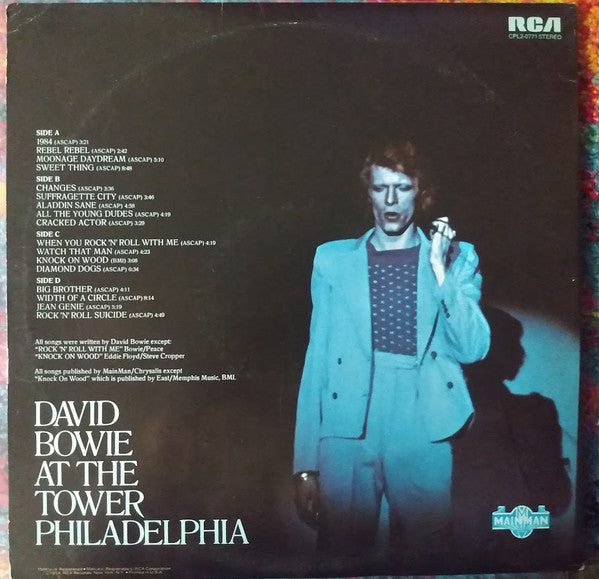 RCA
CPL2-0771 STEREO
SIDE A
1984 (ASCAP) 3:21
REBEL REBEL (ASCAP) 2:42
MOONAGE DAYDREAM (ASCAP) 5:10
SWEET THING (ASCAP) 8:48
SIDE B
CHANGES (ASCAP) 3:36
SUFFRAGETTE CITY (ASCAP) 3:46
ALADDIN SANE (ASCAP) 4:58
ALL THE YOUNG DUDES (ASCAP) 4:19
CRACKED ACTOR (ASCAP) 3:29
SIDE C
WHEN YOU ROCK 'N' ROLL WITH ME (ASCAP) 4:19
WATCH THAT MAN (ASCAP) 4:23
KNOCK ON WOOD (BMI) 3:08
DIAMOND DOGS (ASCAP) 6:34
SIDE D
BIG BROTHER (ASCAP) 4:11
WIDTH OF A CIRCLE (ASCAP) 8:14
JEAN GENIE (ASCAP) 5:19
ROCK 'N' ROLL SUICIDE (ASCAP) 4:49
All songs were written by David Bowie except:
"ROCK 'N' ROLL WITH ME" Bowie/Peace
"KNOCK ON WOOD" Eddie Floyd/Steve Cropper
All songs published by MainMan/Chrysalis except
"Knock On Wood" which is published by East/Memphis Music, BMI.
DAVID
BOWIE
AT THE
TOWER
PHILADELPHIA
MAINMAN